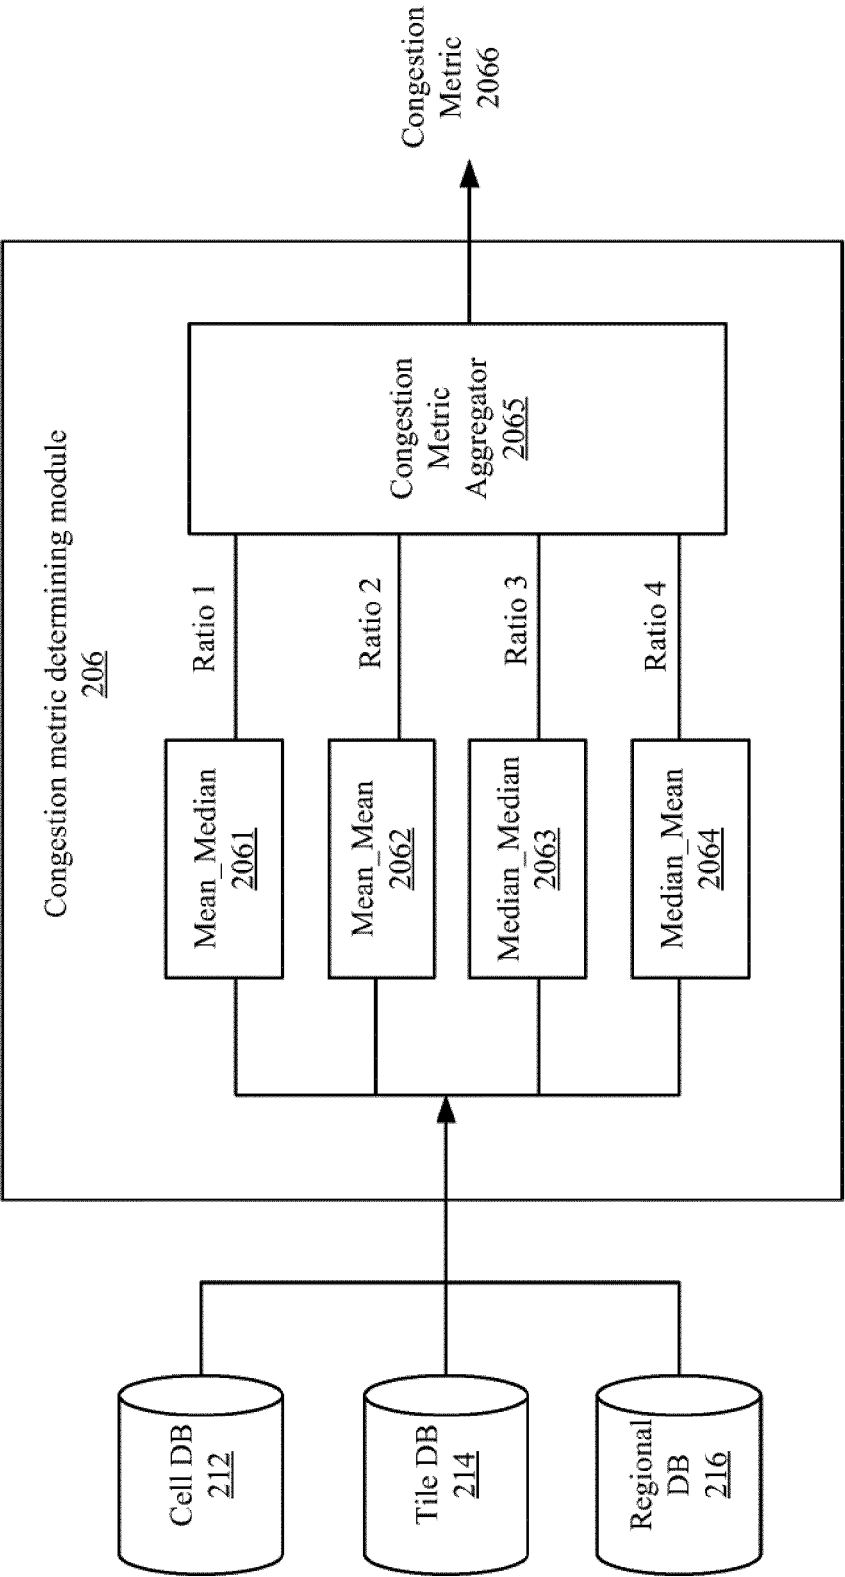 Congestion metric determining module
206
Cell DB
212
Tile DB
214
Regional
DB
216
Mean_Median
2061
Mean_Mean
2062
Median_Median
2063
Median_Mean
2064
Ratio 1
Ratio 2
Ratio 3
Ratio 4
Congestion
Metric
Aggregator
2065
Congestion
Metric
2066